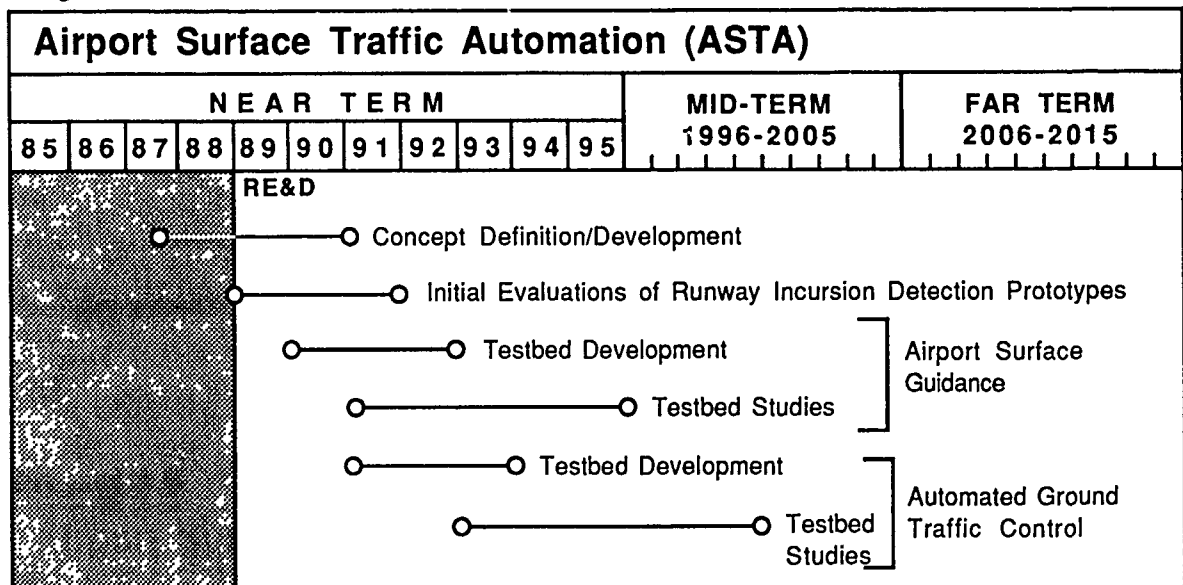 Airport Surface Traffic Automation (ASTA)
NEAR TERM
MID-TERM
1996-2005
FAR TERM
2006-2015
85 86 87 88 89 90 91 92 93 94 95
RE&D
Concept Definition/Development
Initial Evaluations of Runway Incursion Detection Prototypes
Testbed Development
Airport Surface
Guidance
Testbed Studies
Testbed Development
Automated Ground
Traffic Control
Testbed
Studies